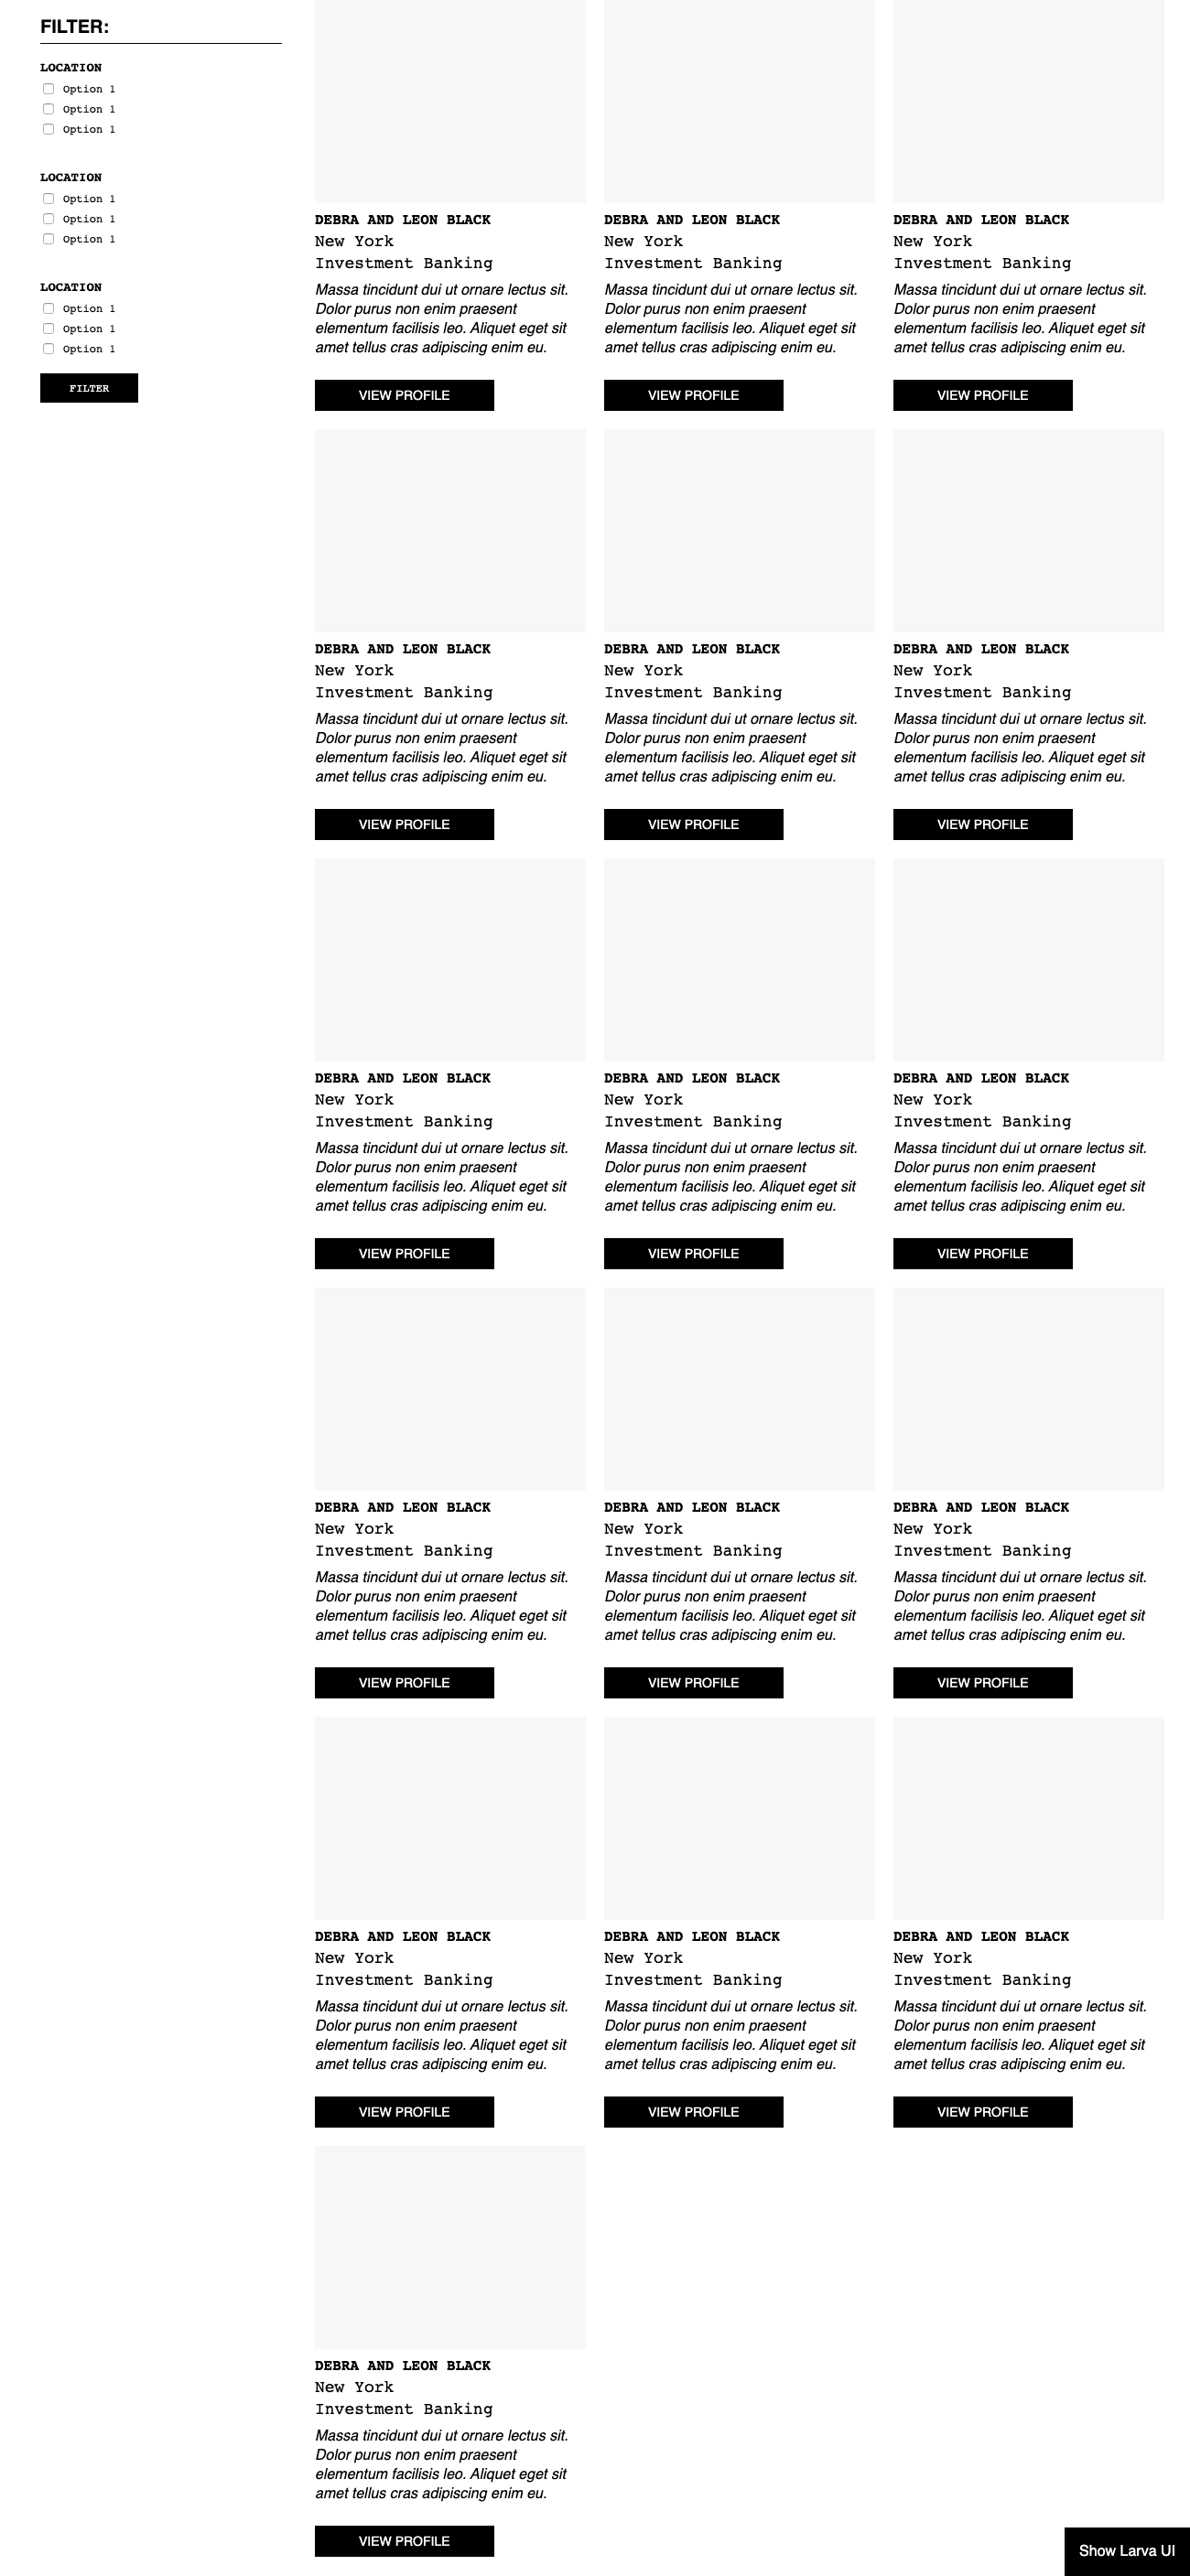 FILTER:
LOCATION
Option 1
Option 1
Option 1
LOCATION
Option 1
Option 1
Option 1
LOCATION
Option 1
Option 1
Option 1
FILTER
DEBRA AND LEON BLACK
New York
Investment Banking
Massa tincidunt dui ut ornare lectus sit.
Dolor purus non enim praesent
elementum facilisis leo. Aliquet eget sit
amet tellus cras adipiscing enim eu.
VIEW PROFILE
DEBRA AND LEON BLACK
New York
Investment Banking
Massa tincidunt dui ut ornare lectus sit.
Dolor purus non enim praesent
elementum facilisis leo. Aliquet eget sit
amet tellus cras adipiscing enim eu.
VIEW PROFILE
DEBRA AND LEON BLACK
New York
Investment Banking
Massa tincidunt dui ut ornare lectus sit.
Dolor purus non enim praesent
elementum facilisis leo. Aliquet eget sit
amet tellus cras adipiscing enim eu.
VIEW PROFILE
DEBRA AND LEON BLACK
New York
Investment Banking
Massa tincidunt dui ut ornare lectus sit.
Dolor purus non enim praesent
elementum facilisis leo. Aliquet eget sit
amet tellus cras adipiscing enim eu.
VIEW PROFILE
DEBRA AND LEON BLACK
New York
Investment Banking
Massa tincidunt dui ut ornare lectus sit.
Dolor purus non enim praesent
elementum facilisis leo. Aliquet eget sit
amet tellus cras adipiscing enim eu.
VIEW PROFILE
DEBRA AND LEON BLACK
New York
Investment Banking
Massa tincidunt dui ut ornare lectus sit.
Dolor purus non enim praesent
elementum facilisis leo. Aliquet eget sit
amet tellus cras adipiscing enim eu.
VIEW PROFILE
DEBRA AND LEON BLACK
New York
Investment Banking
Massa tincidunt dui ut ornare lectus sit.
Dolor purus non enim praesent
elementum facilisis leo. Aliquet eget sit
amet tellus cras adipiscing enim eu.
VIEW PROFILE
DEBRA AND LEON BLACK
New York
Investment Banking
Massa tincidunt dui ut ornare lectus sit.
Dolor purus non enim praesent
elementum facilisis leo. Aliquet eget sit
amet tellus cras adipiscing enim eu.
VIEW PROFILE
DEBRA AND LEON BLACK
New York
Investment Banking
Massa tincidunt dui ut ornare lectus sit.
Dolor purus non enim praesent
elementum facilisis leo. Aliquet eget sit
amet tellus cras adipiscing enim eu.
VIEW PROFILE
DEBRA AND LEON BLACK
New York
Investment Banking
Massa tincidunt dui ut ornare lectus sit.
Dolor purus non enim praesent
elementum facilisis leo. Aliquet eget sit
amet tellus cras adipiscing enim eu.
VIEW PROFILE
DEBRA AND LEON BLACK
New York
Investment Banking
Massa tincidunt dui ut ornare lectus sit.
Dolor purus non enim praesent
elementum facilisis leo. Aliquet eget sit
amet tellus cras adipiscing enim eu.
VIEW PROFILE
DEBRA AND LEON BLACK
New York
Investment Banking
Massa tincidunt dui ut ornare lectus sit.
Dolor purus non enim praesent
elementum facilisis leo. Aliquet eget sit
amet tellus cras adipiscing enim eu.
VIEW PROFILE
DEBRA AND LEON BLACK
New York
Investment Banking
Massa tincidunt dui ut ornare lectus sit.
Dolor purus non enim praesent
elementum facilisis leo. Aliquet eget sit
amet tellus cras adipiscing enim eu.
VIEW PROFILE
DEBRA AND LEON BLACK
New York
Investment Banking
Massa tincidunt dui ut ornare lectus sit.
Dolor purus non enim praesent
elementum facilisis leo. Aliquet eget sit
amet tellus cras adipiscing enim eu.
VIEW PROFILE
DEBRA AND LEON BLACK
New York
Investment Banking
Massa tincidunt dui ut ornare lectus sit.
Dolor purus non enim praesent
elementum facilisis leo. Aliquet eget sit
amet tellus cras adipiscing enim eu.
VIEW PROFILE
DEBRA AND LEON BLACK
New York
Investment Banking
Massa tincidunt dui ut ornare lectus sit.
Dolor purus non enim praesent
elementum facilisis leo. Aliquet eget sit
amet tellus cras adipiscing enim eu.
VIEW PROFILE
Show Larva UI